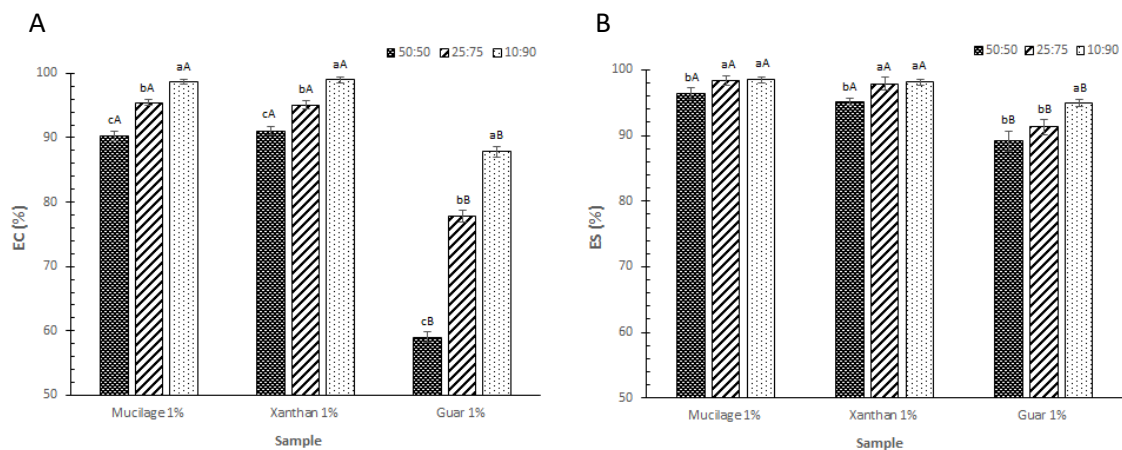 A
50:50 25:75 10:90
100
90
80
70
60
50
EC (%)
cA bA aA
cA bA aA
cB bB aB
Mucilage 1% Xanthan 1% Guar 1%
Sample
B
50:50 25:75 10:90
100
90
80
70
60
50
ES (%)
bA aA aA
bA aA aA
bB bB aB
Mucilage 1% Xanthan 1% Guar 1%
Sample